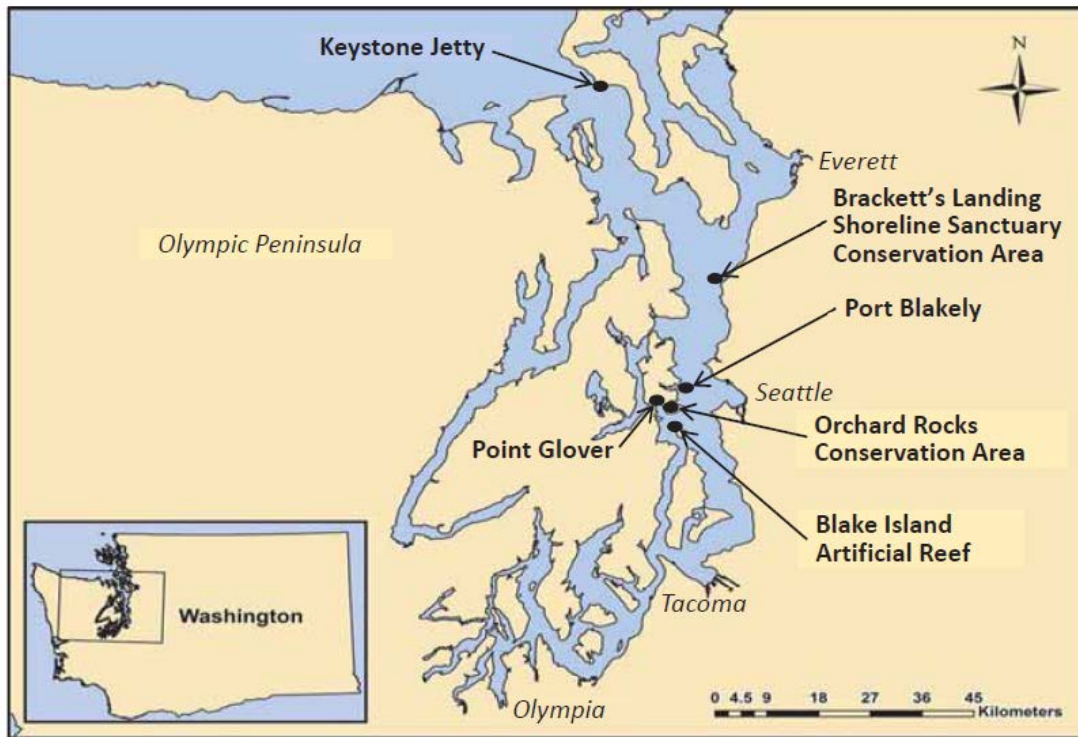 Keystone Jetty
N
Everett
Brackett's Landing
Shoreline Sanctuary
Conservation Area
Olympic Peninsula
Port Blakely
Seattle
Point Glover
Orchard Rocks
Conservation Area
Blake Island
Artificial Reef
Washington
Tacoma
Olympia
0 4.5 9 18 27 36 45
Kilometers